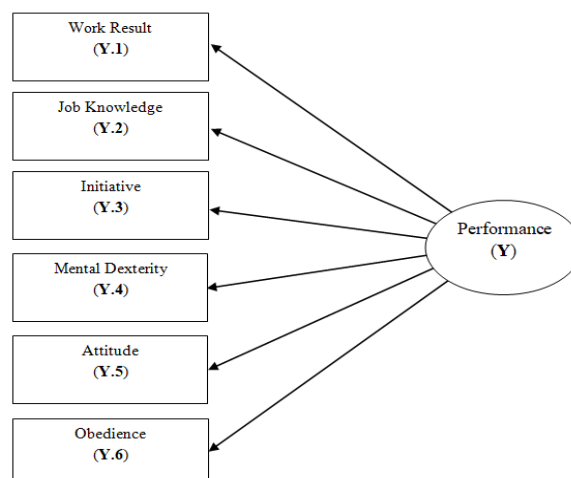 Work Result
(Y.1)
Job Knowledge
(Y.2)
Initiative
(Y.3)
Mental Dexterity
(Y.4)
Attitude
(Y.5)
Obedience
(Y.6)
Performance
(Y)